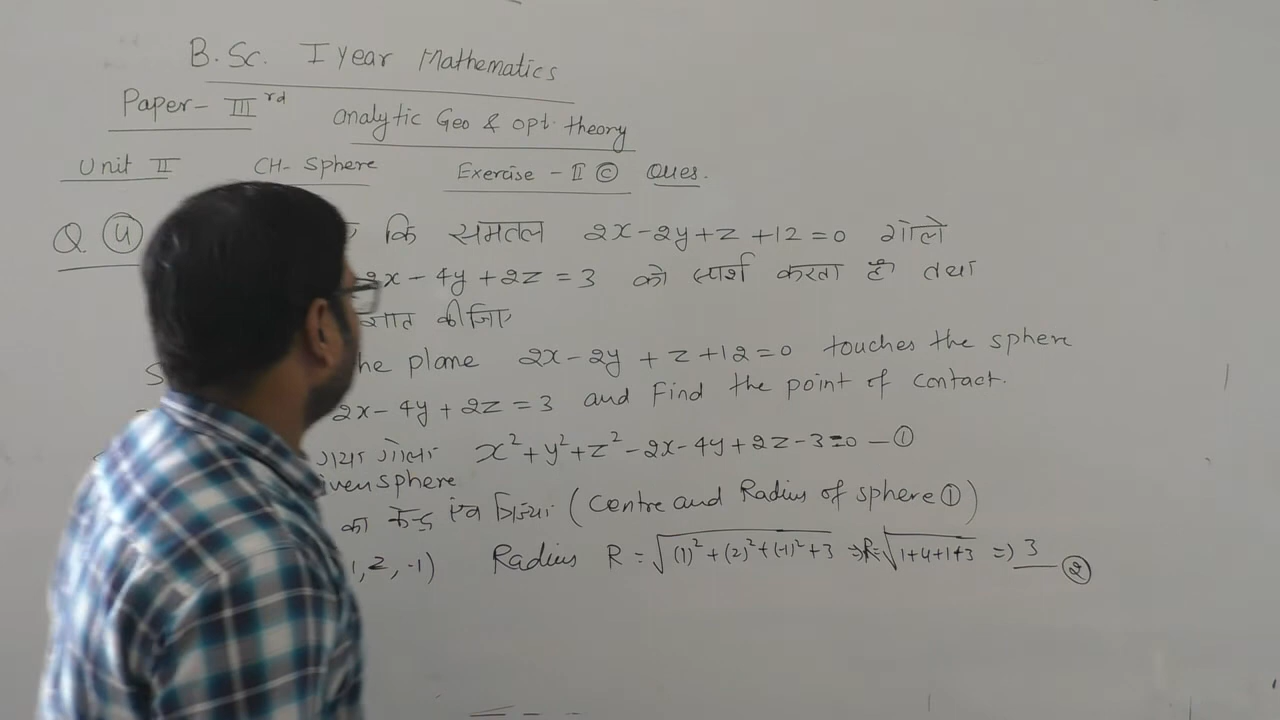 B.Sc. I year Mathematics
Paper- III rd Analytic Geo & Opt. theory
Unit II CH- Sphere Exercise - II © Ques.
Q (4) कि समतल 2x-2y+z+12=0 गोले
2x-4y+2z=3 को स्पर्श करता है तथा
ज्ञात कीजिए
he plane 2x-2y+z+12=0 touches the sphere
2x-4y+2z=3 and Find the point of contact.
गया गोला x²+y²+z²-2x-4y+2z-3=0 -①
iven sphere
का केन्द्र एवं त्रिज्या (Centre and Radius of sphere ①)
1, 2, -1) Radius R = √(1)²+(2)²+(-1)²+3 ⇒ R=√1+4+1+3 ⇒ 3 -②